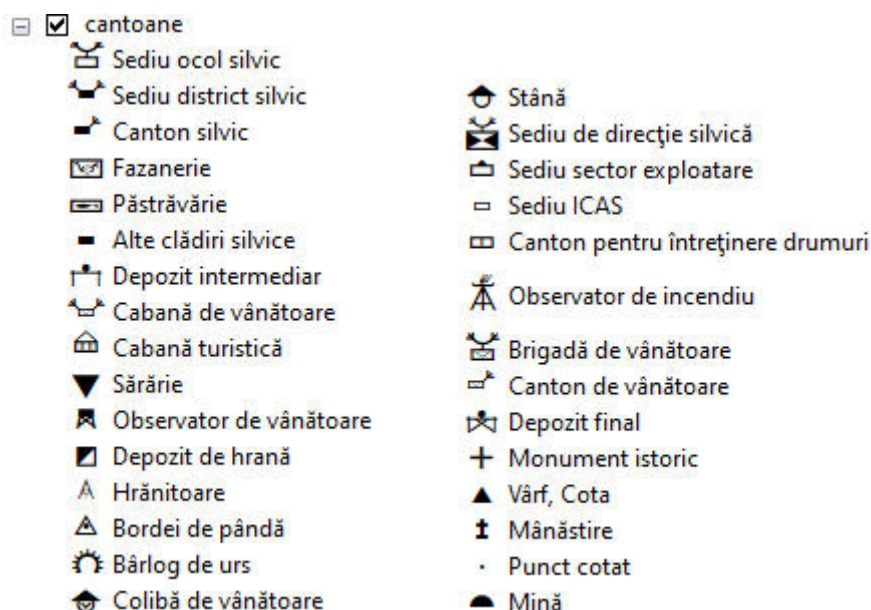 cantoane
Sediu ocol silvic
Sediu district silvic
Canton silvic
Fazanerie
Păstrăvărie
Alte clădiri silvice
Depozit intermediar
Cabană de vânătoare
Cabană turistică
Sărărie
Observator de vânătoare
Depozit de hrană
Hrănitoare
Bordei de pândă
Bârlog de urs
Colibă de vânătoare
Stână
Sediu de direcţie silvică
Sediu sector exploatare
Sediu ICAS
Canton pentru întreţinere drumuri
Observator de incendiu
Brigadă de vânătoare
Canton de vânătoare
Depozit final
Monument istoric
Vârf, Cota
Mânăstire
Punct cotat
Mină